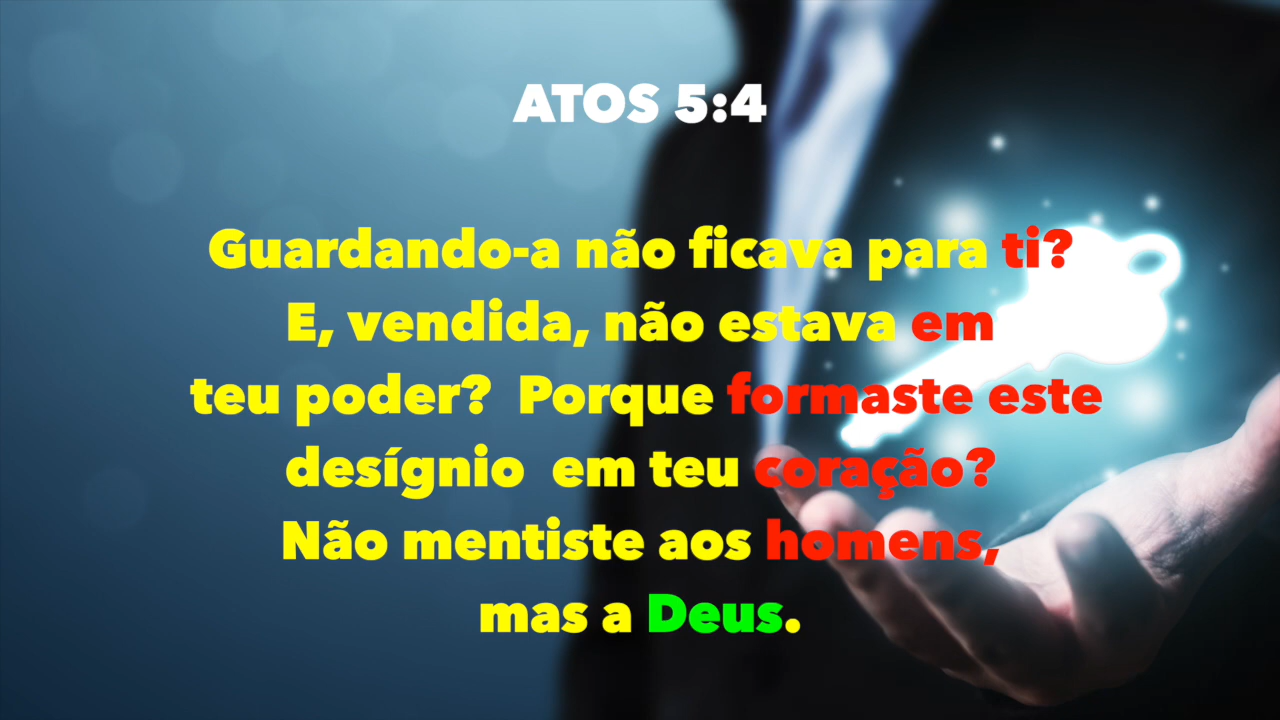 ATOS 5:4
Guardando-a não ficava para ti?
E, vendida, não estava em
teu poder? Porque formaste este
desígnio em teu coração?
Não mentiste aos homens,
mas a Deus.